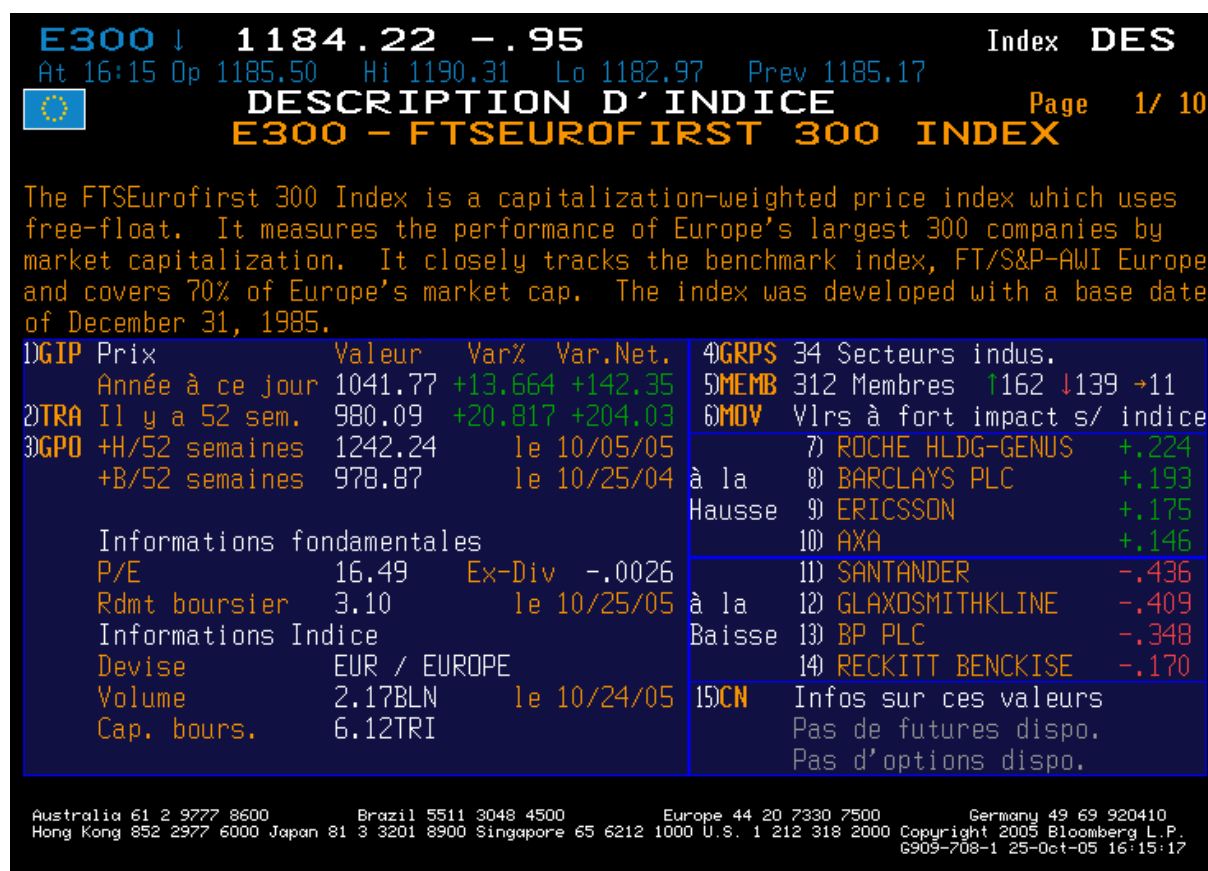 E300 ↓ 1184.22 -.95 Index DES
At 16:15 Op 1185.50 Hi 1190.31 Lo 1182.97 Prev 1185.17
DESCRIPTION D'INDICE Page 1/ 10
E300 - FTSEUROFIRST 300 INDEX
The FTSEurofirst 300 Index is a capitalization-weighted price index which uses
free-float. It measures the performance of Europe's largest 300 companies by
market capitalization. It closely tracks the benchmark index, FT/S&P-AWI Europe
and covers 70% of Europe's market cap. The index was developed with a base date
of December 31, 1985.
1)GIP Prix Valeur Var% Var.Net.
Année à ce jour 1041.77 +13.664 +142.35
2)TRA Il y a 52 sem. 980.09 +20.817 +204.03
3)GPO +H/52 semaines 1242.24 le 10/05/05
+B/52 semaines 978.87 le 10/25/04
Informations fondamentales
P/E 16.49 Ex-Div -.0026
Rdmt boursier 3.10 le 10/25/05
Informations Indice
Devise EUR / EUROPE
Volume 2.17BLN le 10/24/05
Cap. bours. 6.12TRI
4)GRPS 34 Secteurs indus.
5)MEMB 312 Membres ↑162 ↓139 →11
6)MOV Vlrs à fort impact s/ indice
7) ROCHE HLDG-GENUS +.224
à la 8) BARCLAYS PLC +.193
Hausse 9) ERICSSON +.175
10) AXA +.146
11) SANTANDER -.436
à la 12) GLAXOSMITHKLINE -.409
Baisse 13) BP PLC -.348
14) RECKITT BENCKISE -.170
15)CN Infos sur ces valeurs
Pas de futures dispo.
Pas d'options dispo.
Australia 61 2 9777 8600 Brazil 5511 3048 4500 Europe 44 20 7330 7500 Germany 49 69 920410
Hong Kong 852 2977 6000 Japan 81 3 3201 8900 Singapore 65 6212 1000 U.S. 1 212 318 2000 Copyright 2005 Bloomberg L.P.
G909-708-1 25-Oct-05 16:15:17